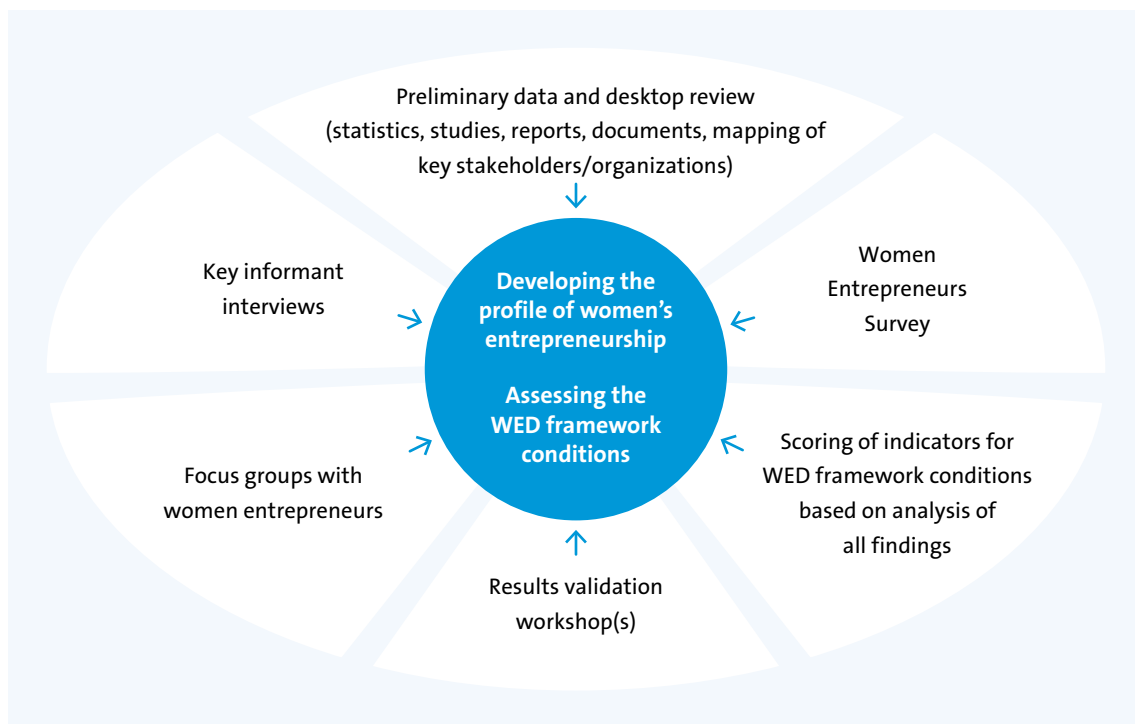 Preliminary data and desktop review
(statistics, studies, reports, documents, mapping of
key stakeholders/organizations)
Key informant
interviews
Developing the
profile of women’s
entrepreneurship
Assessing the
WED framework
conditions
Women
Entrepreneurs
Survey
Focus groups with
women entrepreneurs
Scoring of indicators for
WED framework conditions
based on analysis of
all findings
Results validation
workshop(s)